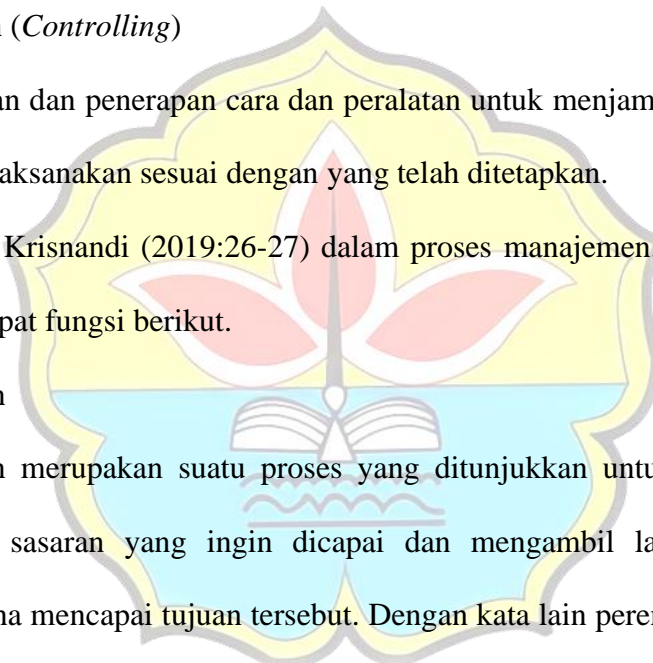 n (Controlling)
an dan penerapan cara dan peralatan untuk menjam
aksanakan sesuai dengan yang telah ditetapkan.
Krisnandi (2019:26-27) dalam proses manajemen
pat fungsi berikut.
n
n merupakan suatu proses yang ditunjukkan untu
sasaran yang ingin dicapai dan mengambil la
na mencapai tujuan tersebut. Dengan kata lain peren